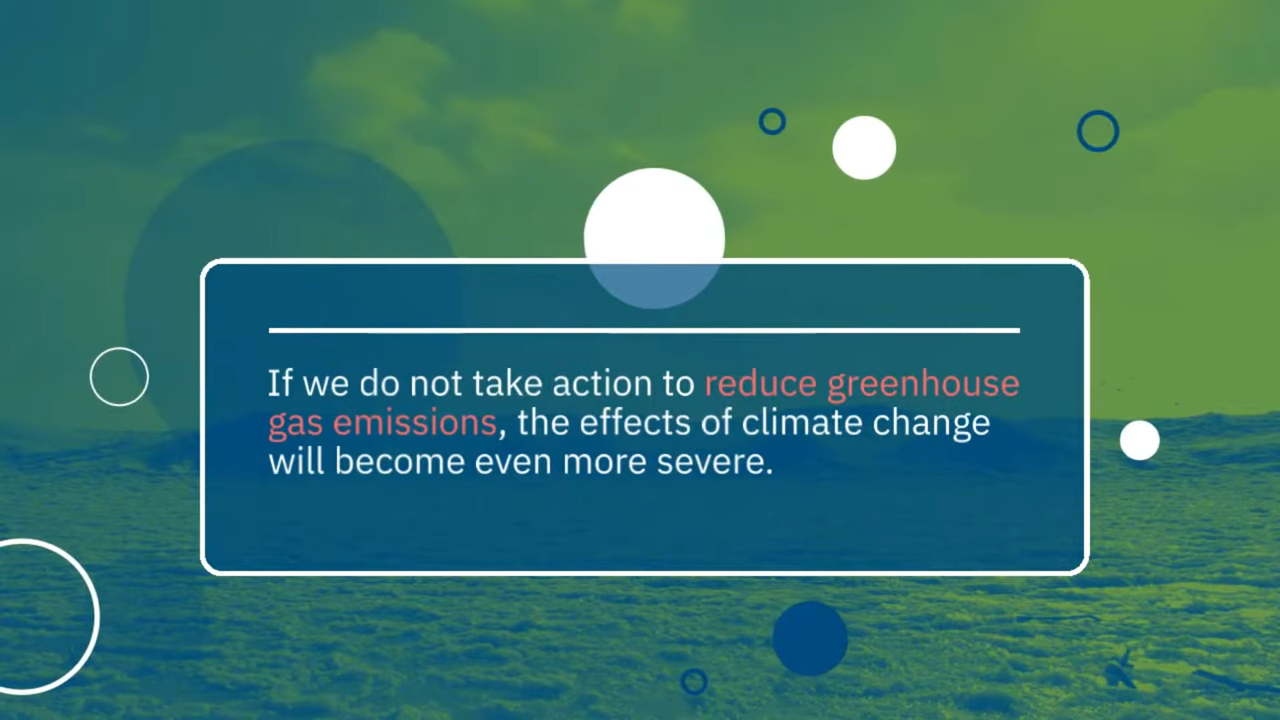 If we do not take action to reduce greenhouse
gas emissions, the effects of climate change
will become even more severe.